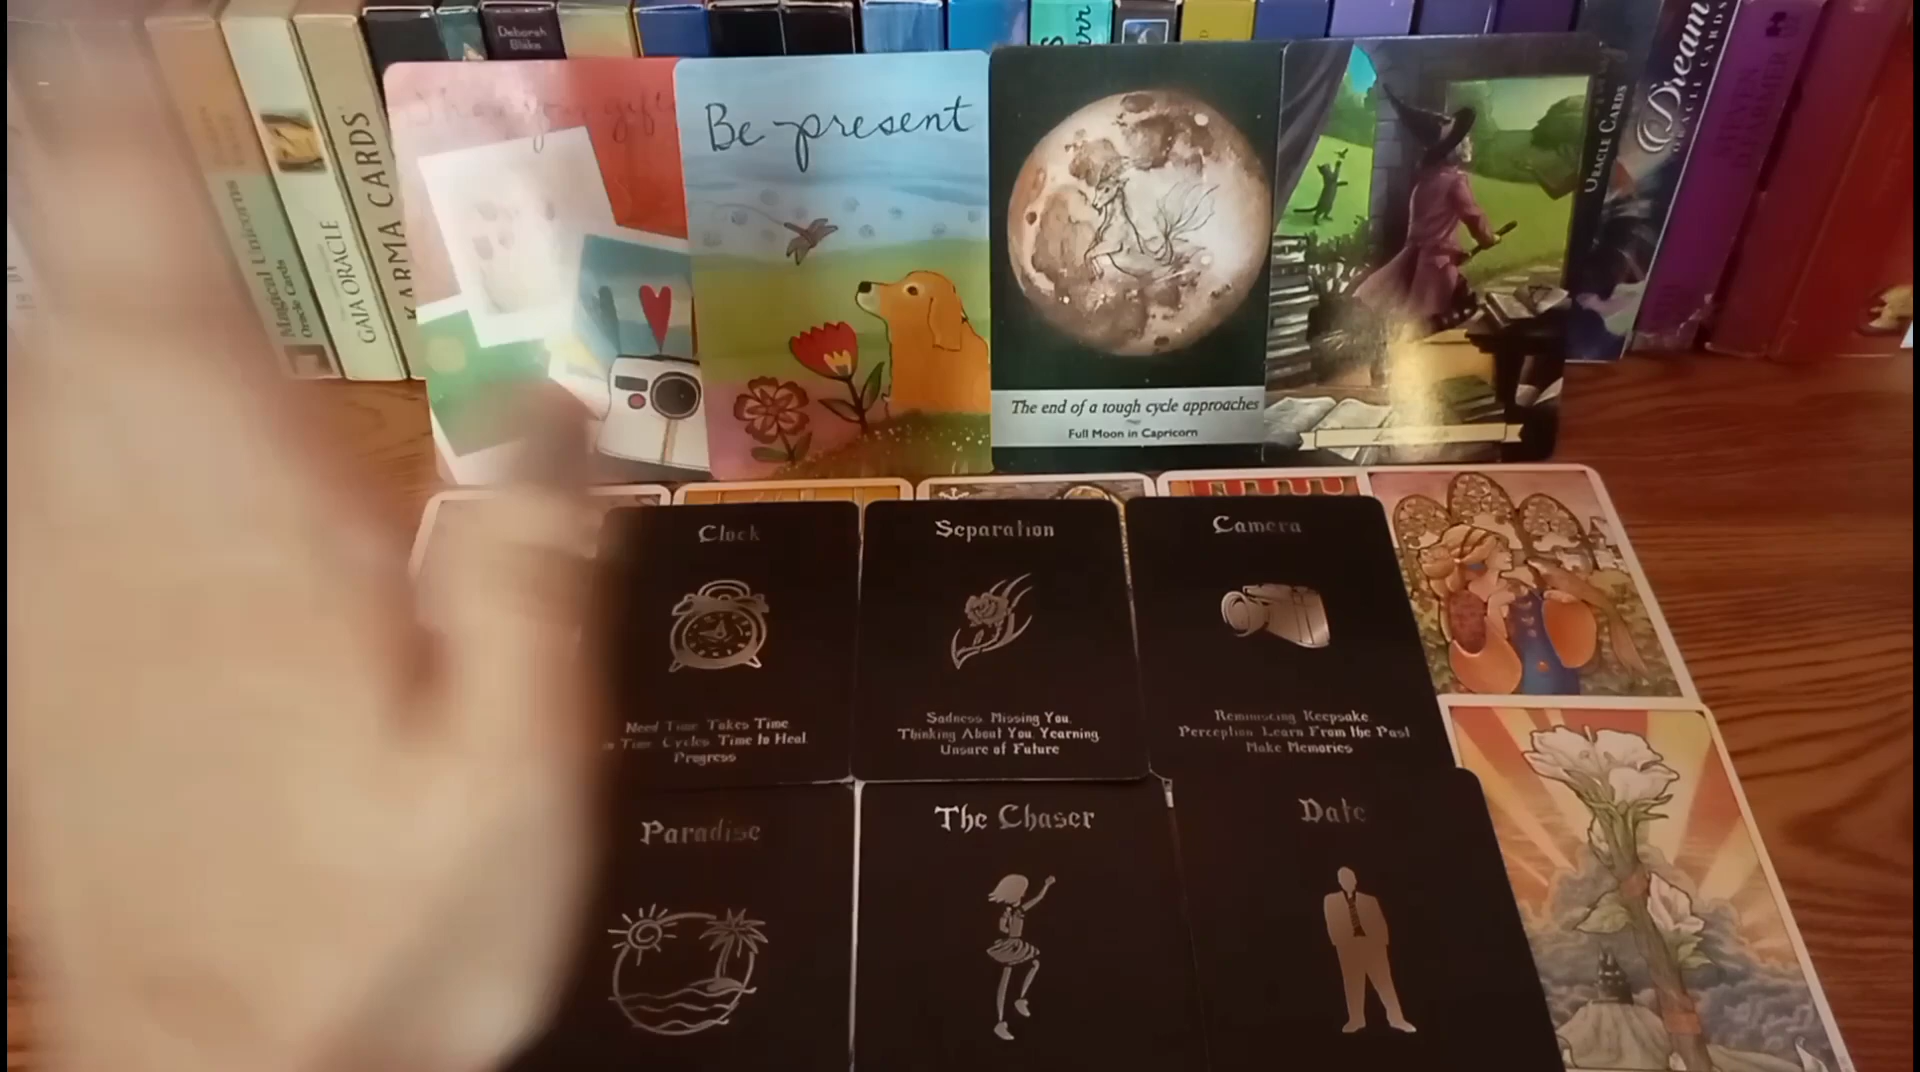 Deborah
Blake
Magical Unicorns
Oracle Cards
GAIA ORACLE
KARMA CARDS
Be present
The end of a tough cycle approaches
Full Moon in Capricorn
ORACLE CARDS
Dream
ORACLE CARDS
Clock
Need Time Takes Time
Time Cycles Time to Heal
Progress
Separation
Sadness Missing You
Thinking About You Yearning
Unsure of Future
Camera
Reminiscing Keepsake
Perception Learn From the Past
Make Memories
Paradise
The Chaser
Date